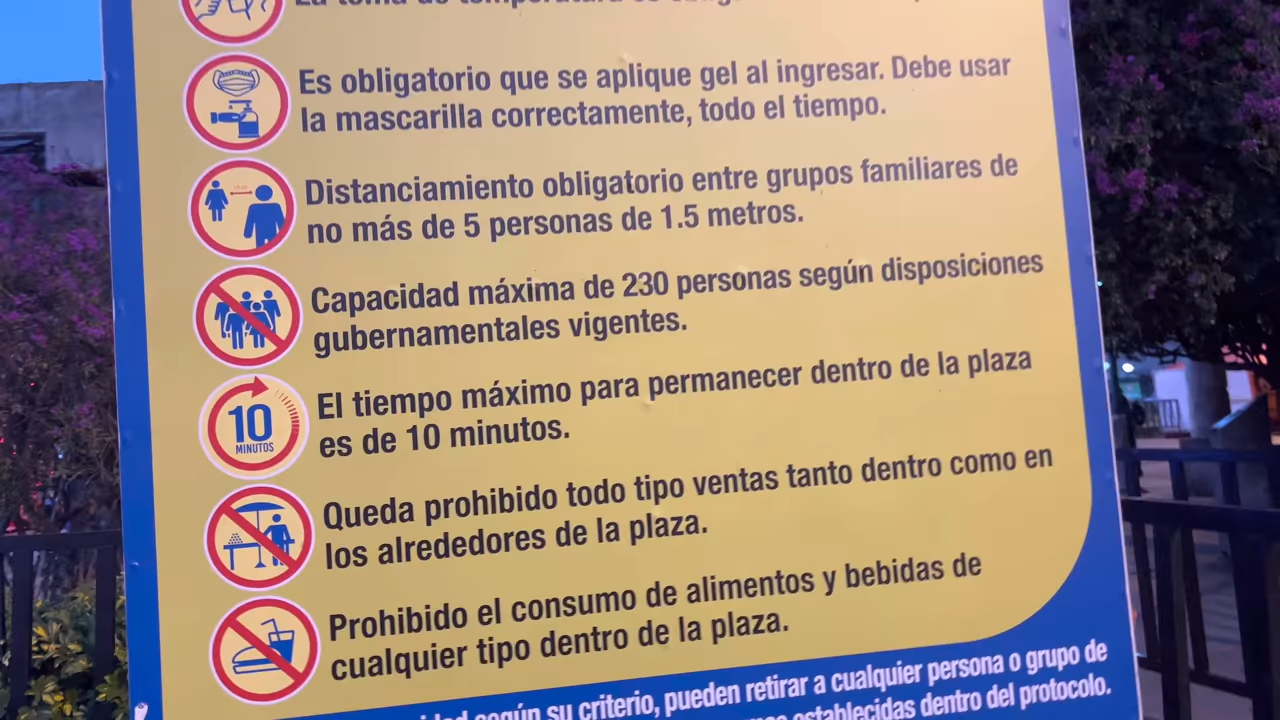 La toma de temperatura es
Es obligatorio que se aplique gel al ingresar. Debe usar
la mascarilla correctamente, todo el tiempo.
Distanciamiento obligatorio entre grupos familiares de
no más de 5 personas de 1.5 metros.
Capacidad máxima de 230 personas según disposiciones
gubernamentales vigentes.
10
MINUTOS
El tiempo máximo para permanecer dentro de la plaza
es de 10 minutos.
Queda prohibido todo tipo ventas tanto dentro como en
los alrededores de la plaza.
Prohibido el consumo de alimentos y bebidas de
cualquier tipo dentro de la plaza.
según su criterio, pueden retirar a cualquier persona o grupo de
establecidas dentro del protocolo.